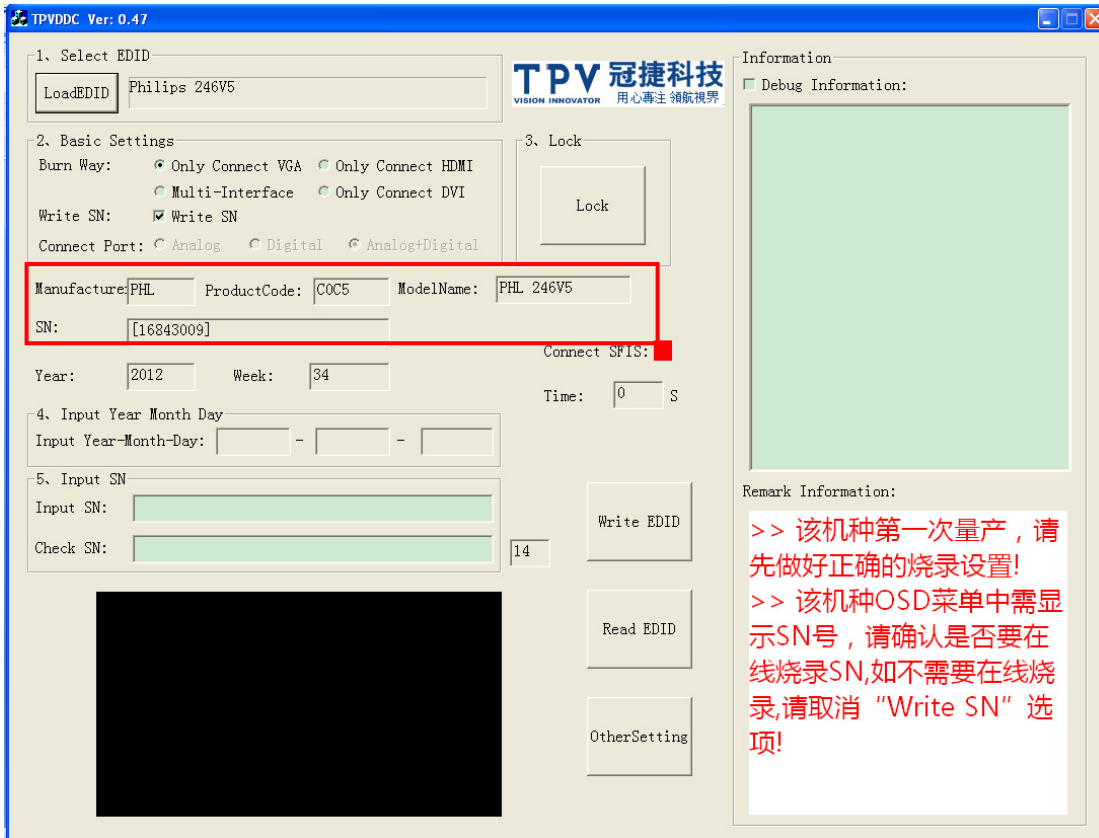 TPVDDC Ver: 0.47
1、Select EDID
LoadEDID
Philips 246V5
TPV 冠捷科技
VISION INNOVATOR 用心專注 領航視界
2、Basic Settings
Burn Way:
Only Connect VGA
Only Connect HDMI
Multi-Interface
Only Connect DVI
Write SN:
Write SN
Connect Port:
Analog
Digital
Analog+Digital
3、Lock
Lock
Manufacture:
PHL
ProductCode:
C0C5
ModelName:
PHL 246V5
SN:
[16843009]
Connect SFIS:
Year:
2012
Week:
34
Time:
0
S
4、Input Year Month Day
Input Year-Month-Day:
-
-
5、Input SN
Input SN:
Check SN:
14
Write EDID
Read EDID
OtherSetting
Information
Debug Information:
Remark Information:
>> 该机种第一次量产，请
先做好正确的烧录设置!
>> 该机种OSD菜单中需显
示SN号，请确认是否要在
线烧录SN,如不需要在线烧
录,请取消“Write SN”选
项!